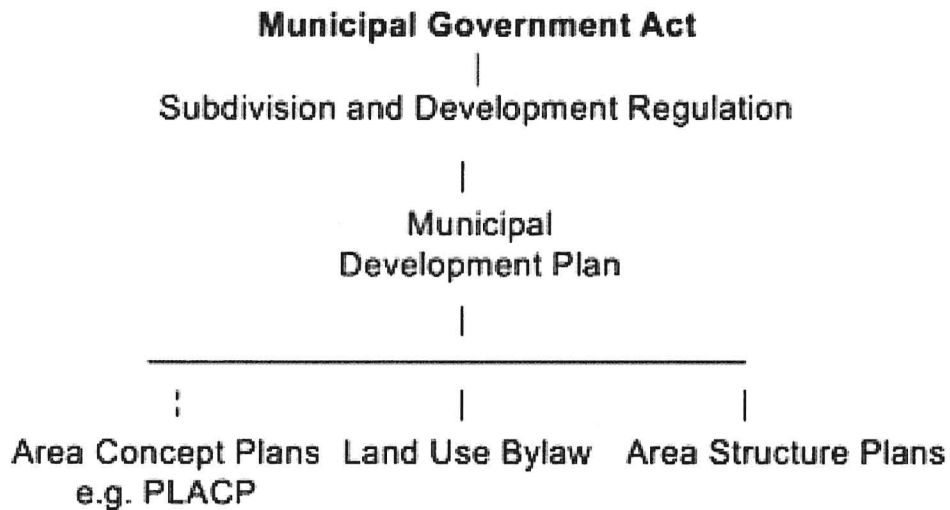 Municipal Government Act
Subdivision and Development Regulation
Municipal
Development Plan
Area Concept Plans Land Use Bylaw Area Structure Plans
e.g. PLACP